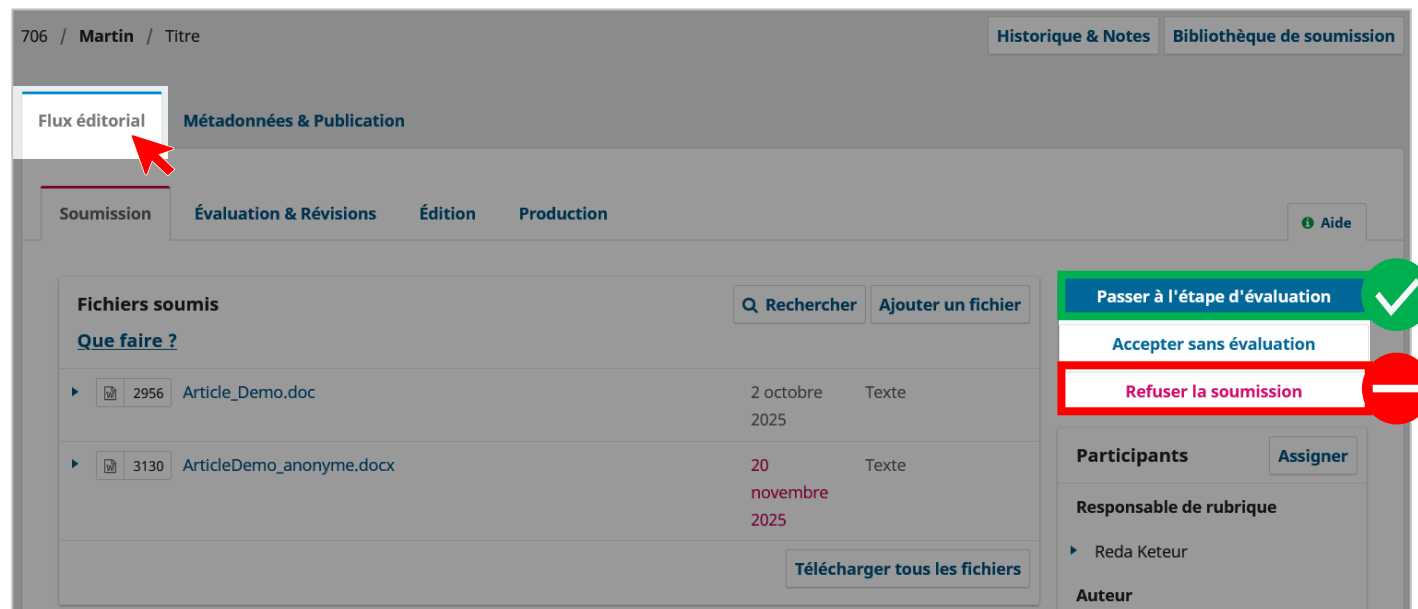 706 / Martin / Titre
Historique & Notes
Bibliothèque de soumission
Flux éditorial
Métadonnées & Publication
Soumission
Évaluation & Révisions
Édition
Production
Aide
Fichiers soumis
Rechercher
Ajouter un fichier
Que faire ?
2956 Article_Demo.doc
2 octobre
2025
Texte
3130 ArticleDemo_anonyme.docx
20
novembre
2025
Texte
Télécharger tous les fichiers
Passer à l'étape d'évaluation
Accepter sans évaluation
Refuser la soumission
Participants
Assigner
Responsable de rubrique
Reda Keteur
Auteur